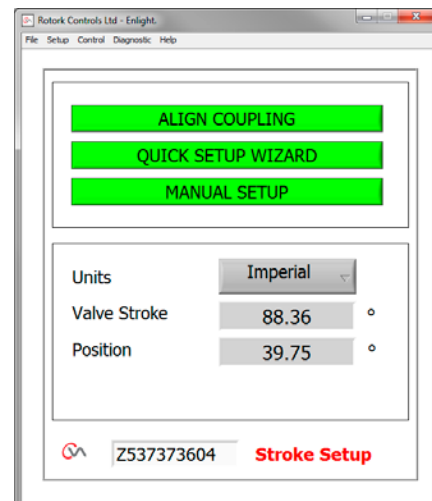 Rotork Controls Ltd - Enlight.
File Setup Control Diagnostic Help
ALIGN COUPLING
QUICK SETUP WIZARD
MANUAL SETUP
Units Imperial
Valve Stroke 88.36 °
Position 39.75 °
Z537373604 Stroke Setup